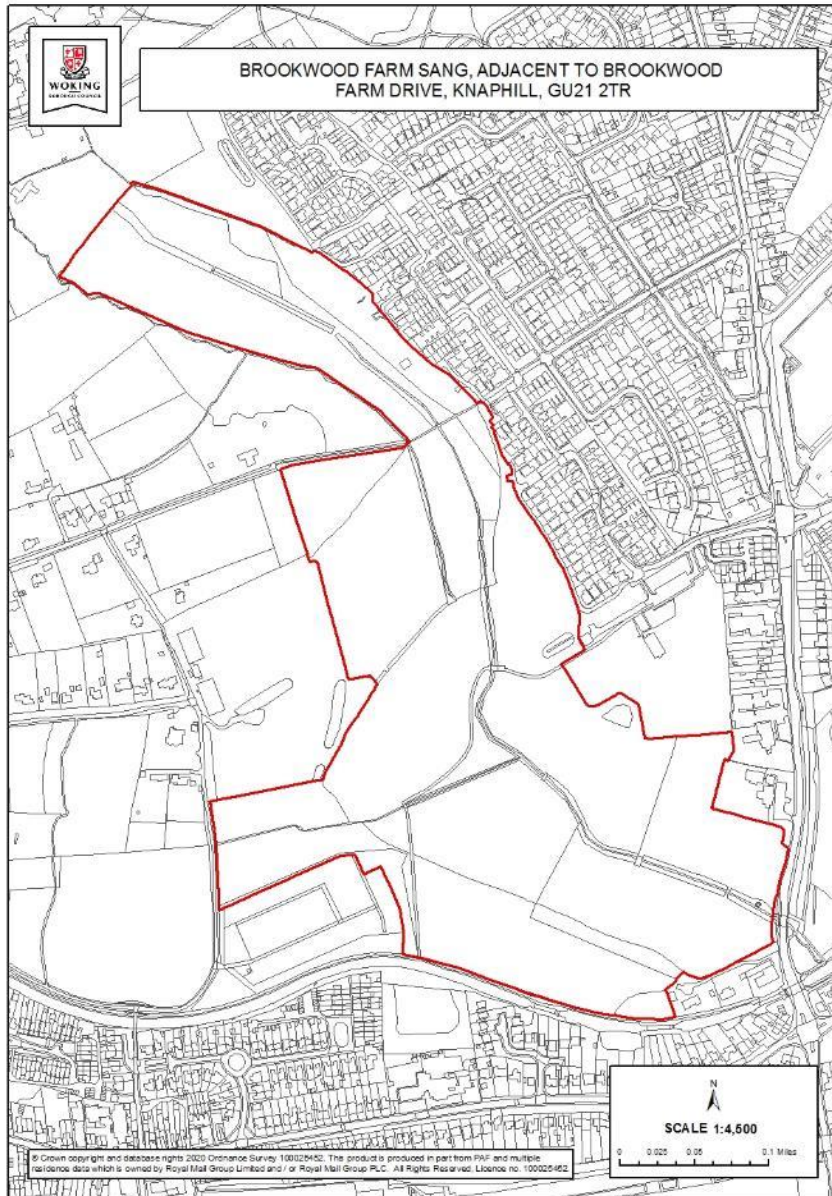 WOKING
BOROUGH COUNCIL
BROOKWOOD FARM SANG, ADJACENT TO BROOKWOOD
FARM DRIVE, KNAPHILL, GU21 2TR
N
SCALE 1:4,500
0 0.025 0.05 0.1 Miles
© Crown copyright and database rights 2020 Ordnance Survey 100025452. This product is produced in part from PAF and multiple
residence data which is owned by Royal Mail Group Limited and / or Royal Mail Group PLC. All Rights Reserved. Licence no. 100025452.